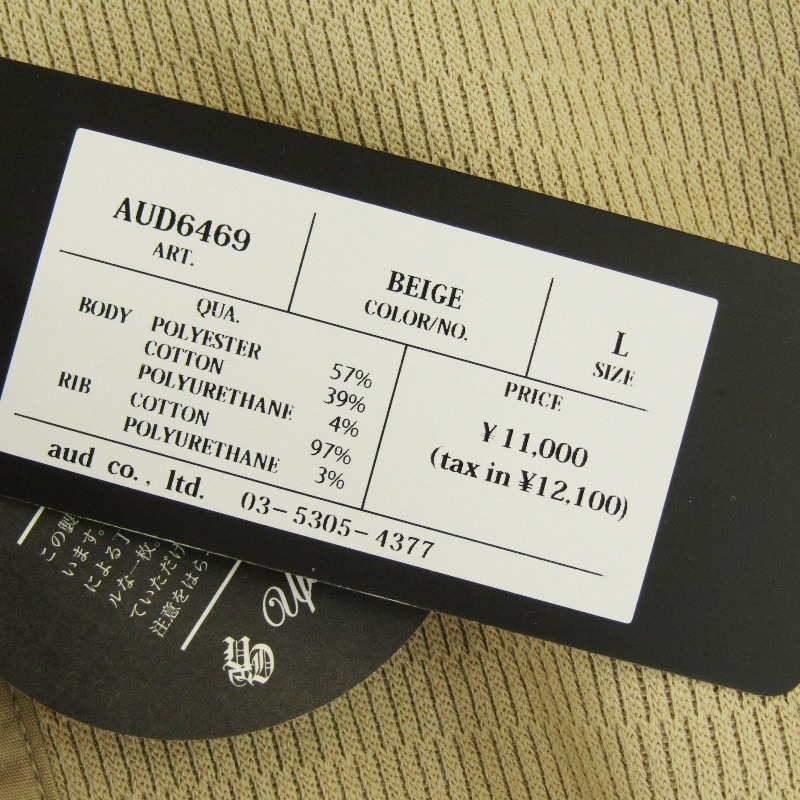 AUD6469
ART.
BEIGE
COLOR/NO.
L
SIZE
QUA.
BODY POLYESTER 57%
COTTON 39%
POLYURETHANE 4%
RIB COTTON 97%
POLYURETHANE 3%
PRICE
¥11,000
(tax in ¥12,100)
aud co., ltd. 03-5305-4377
この製
います。
による
ルな一枚。
ていただけ
注意をはら